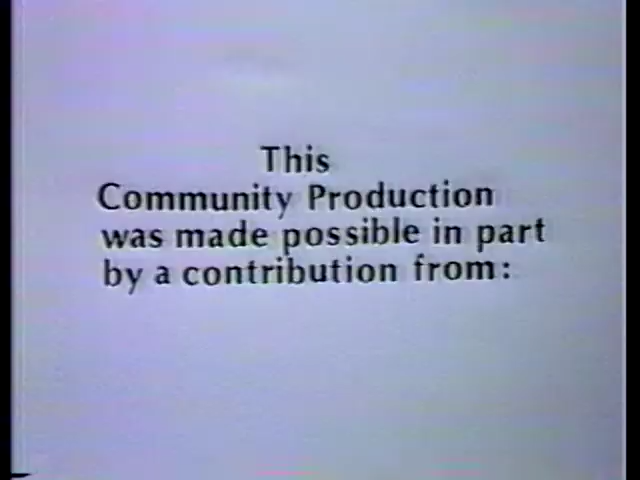 This
Community Production
was made possible in part
by a contribution from: